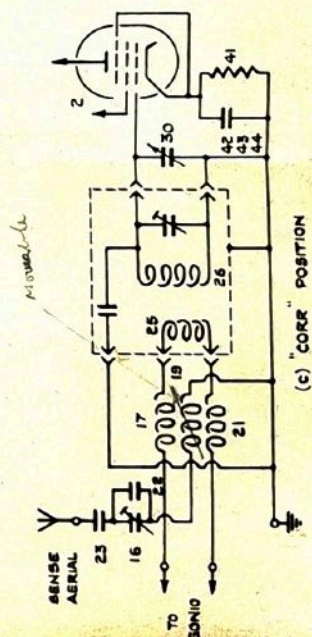 2
41
42
43
44
30
26
25
19
17
21
22
23
16
SENSE
AERIAL
TO
GONIO
(c) "CORR" POSITION